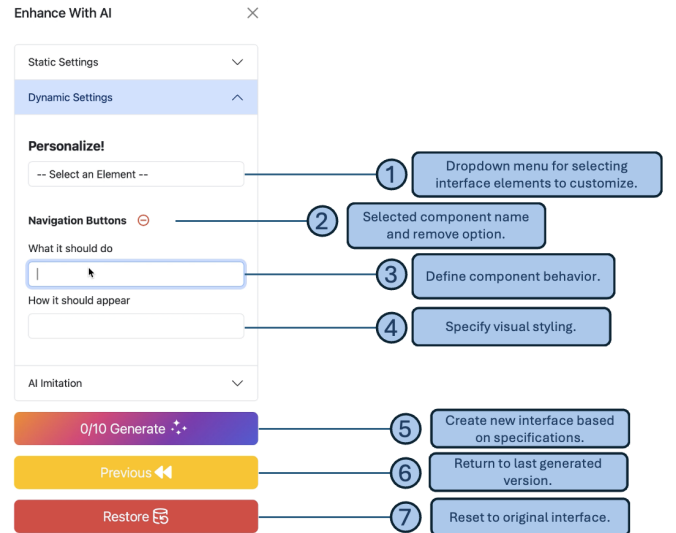 Enhance With AI
Static Settings
Dynamic Settings
Personalize!
-- Select an Element --
1
Dropdown menu for selecting
interface elements to customize.
Navigation Buttons
2
Selected component name
and remove option.
What it should do
3
Define component behavior.
How it should appear
4
Specify visual styling.
AI Imitation
0/10 Generate
5
Create new interface based
on specifications.
Previous
6
Return to last generated
version.
Restore
7
Reset to original interface.